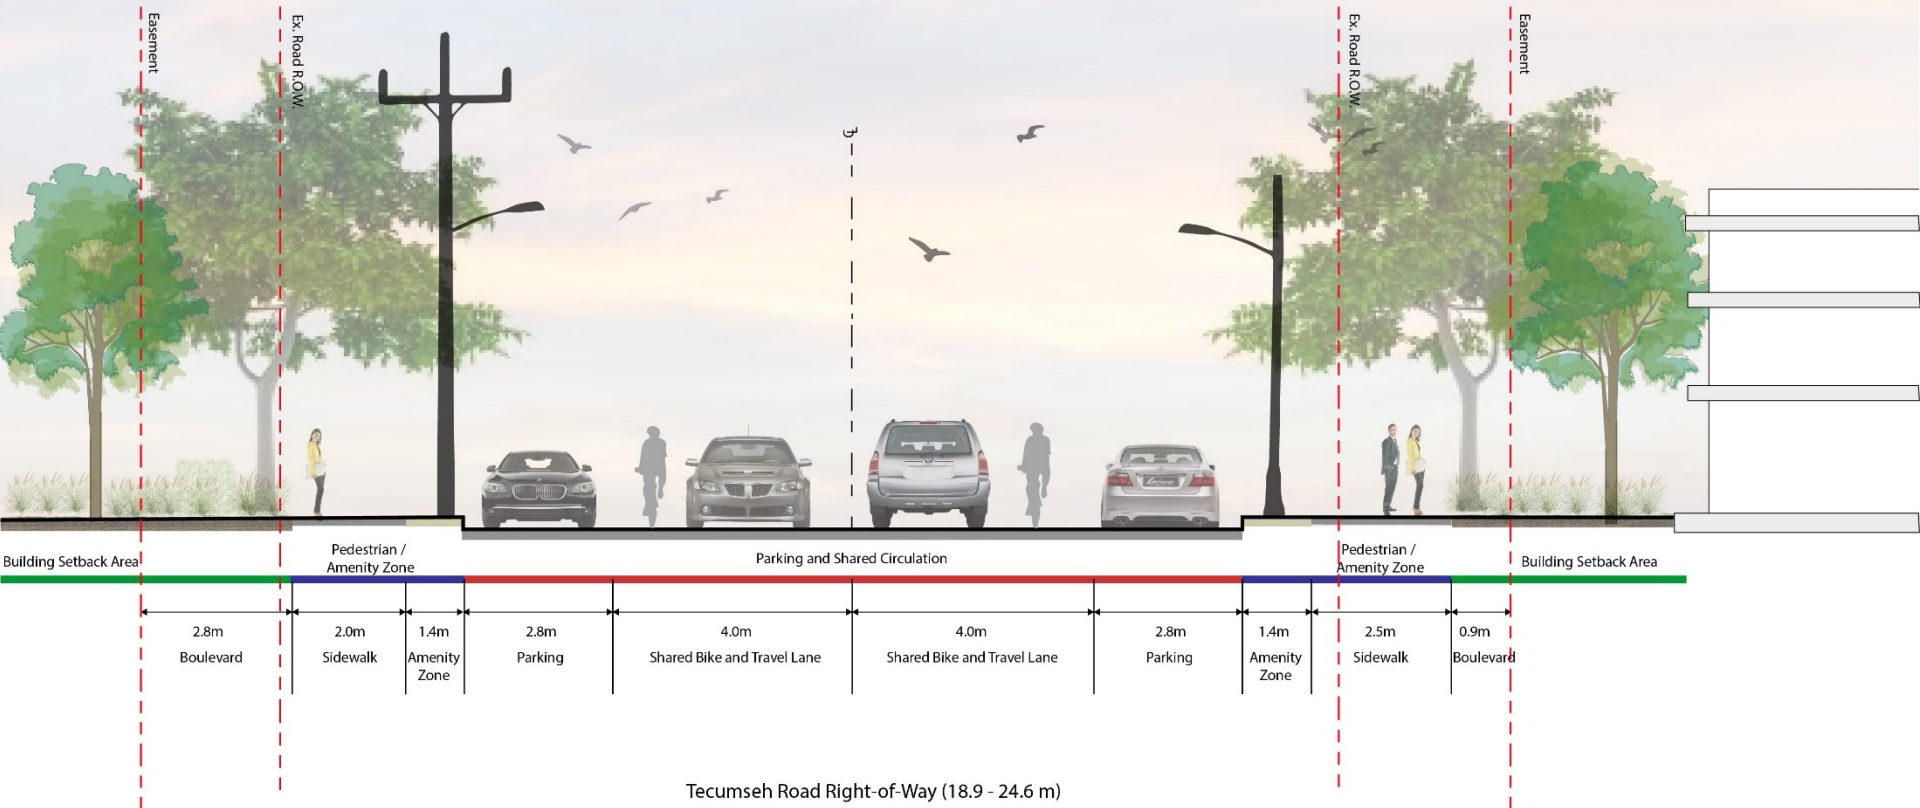 Easement
Ex. Road R.O.W.
Ex. Road R.O.W.
Easement
Building Setback Area
Pedestrian /
Amenity Zone
Parking and Shared Circulation
Pedestrian /
Amenity Zone
Building Setback Area
2.8m
Boulevard
2.0m
Sidewalk
1.4m
Amenity
Zone
2.8m
Parking
4.0m
Shared Bike and Travel Lane
4.0m
Shared Bike and Travel Lane
2.8m
Parking
1.4m
Amenity
Zone
2.5m
Sidewalk
0.9m
Boulevard
Tecumseh Road Right-of-Way (18.9 - 24.6 m)